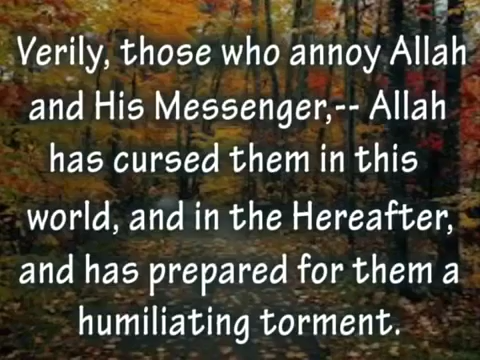 Verily, those who annoy Allah
and His Messenger,-- Allah
has cursed them in this
world, and in the Hereafter,
and has prepared for them a
humiliating torment.